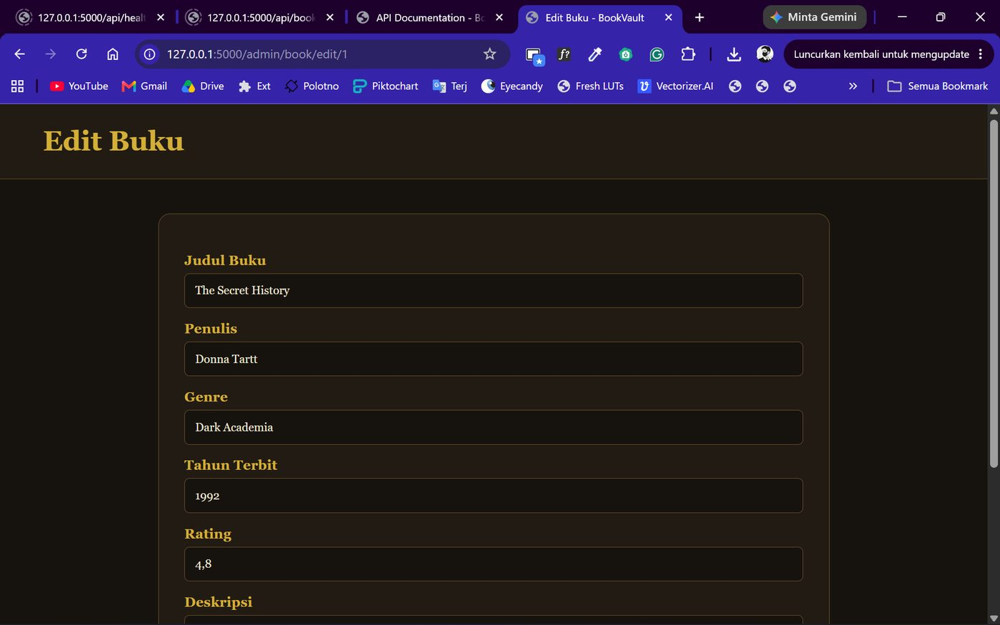 127.0.0.1:5000/api/healt
127.0.0.1:5000/api/book
API Documentation - Bo
Edit Buku - BookVault
Minta Gemini
127.0.0.1:5000/admin/book/edit/1
f?
Luncurkan kembali untuk mengupdate
YouTube
Gmail
Drive
Ext
Polotno
Piktochart
Terj
Eyecandy
Fresh LUTs
Vectorizer.AI
Semua Bookmark
Edit Buku
Judul Buku
The Secret History
Penulis
Donna Tartt
Genre
Dark Academia
Tahun Terbit
1992
Rating
4,8
Deskripsi